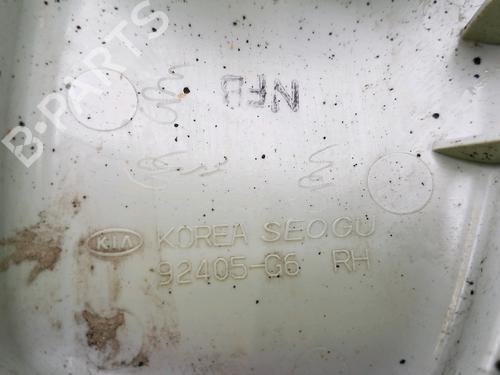 B-PARTS
NFB
KIA KOREA SEOGU
92405-G6 RH